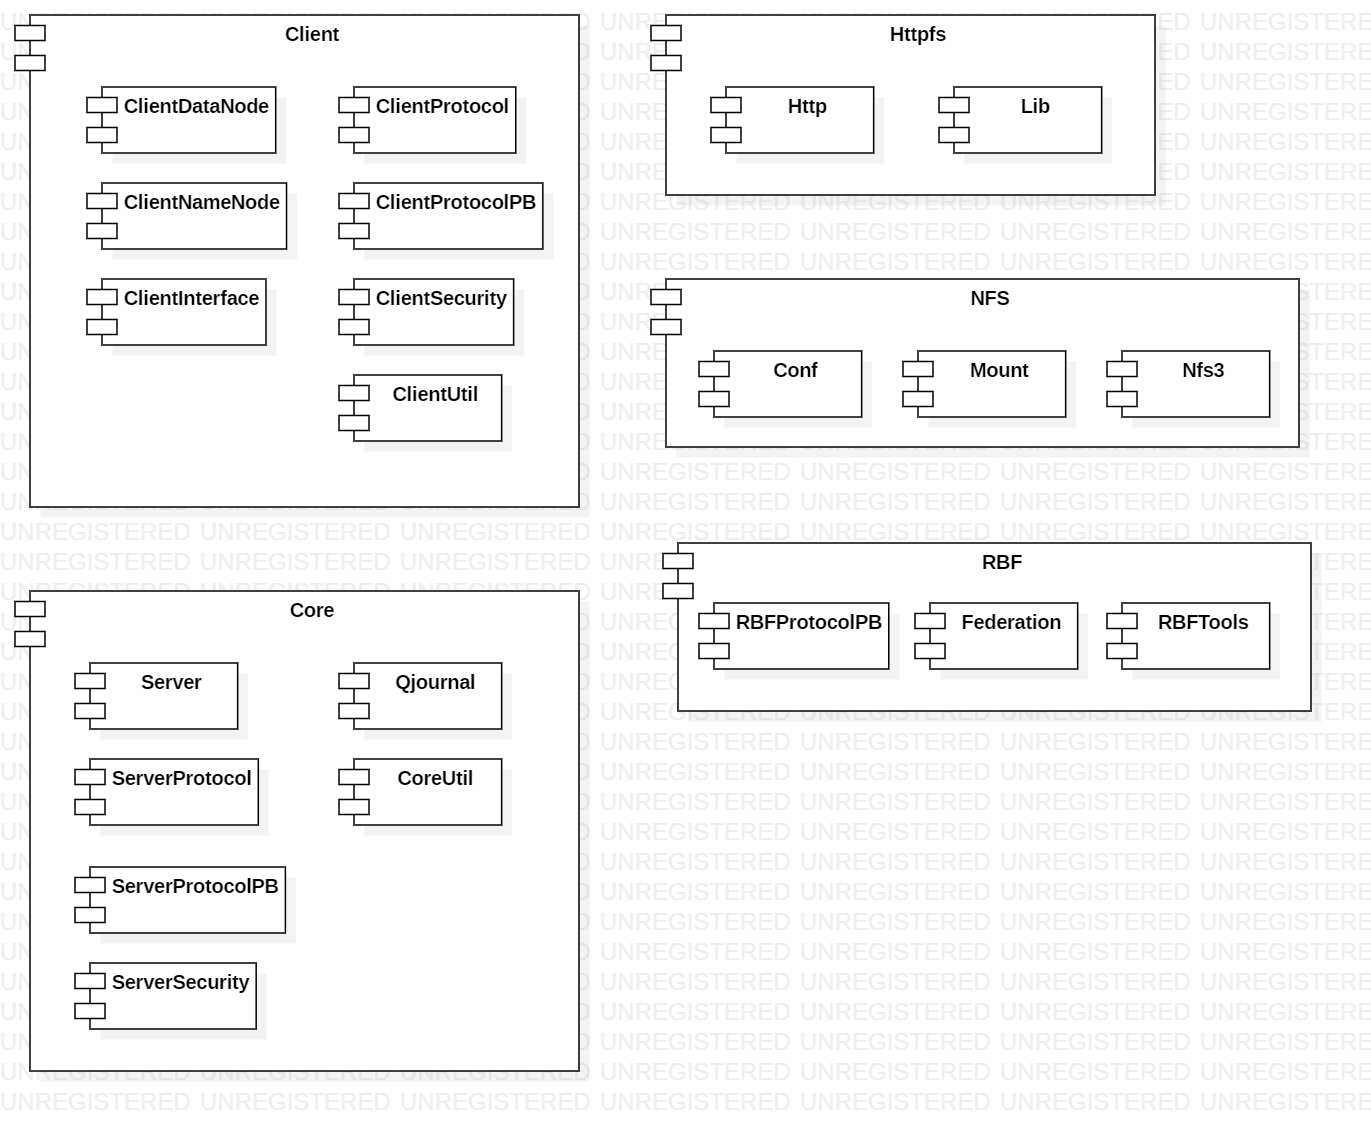 Client
ClientDataNode
ClientProtocol
ClientNameNode
ClientProtocolPB
ClientInterface
ClientSecurity
ClientUtil
Httpfs
Http
Lib
NFS
Conf
Mount
Nfs3
RBF
RBFProtocolPB
Federation
RBFTools
Core
Server
Qjournal
ServerProtocol
CoreUtil
ServerProtocolPB
ServerSecurity
UNREGISTERED UNREGISTERED UNREGISTERED UNREGISTERED UNREGISTERED UNREGISTERED UNREGISTERE